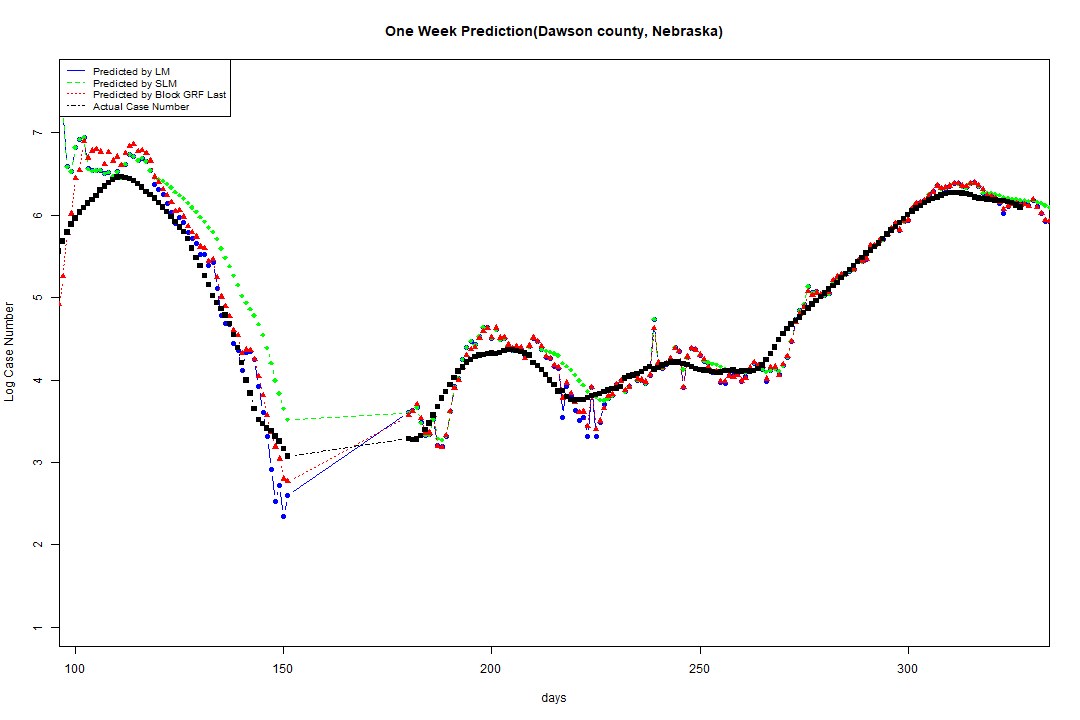 One Week Prediction(Dawson county, Nebraska)
Predicted by LM
Predicted by SLM
Predicted by Block GRF Last
Actual Case Number
7
6
5
4
3
2
1
Log Case Number
100 150 200 250 300
days